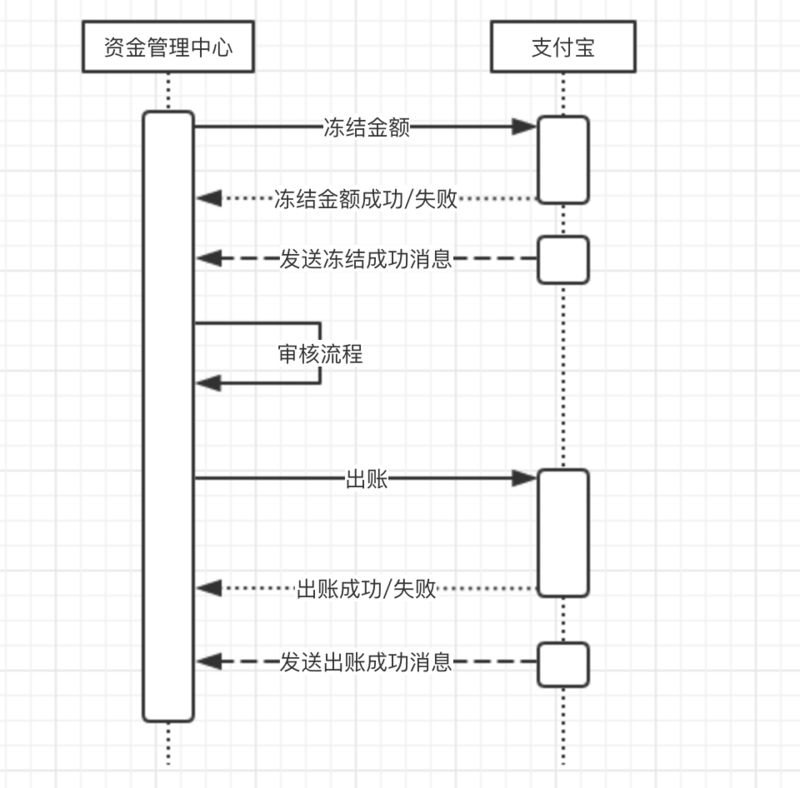 资金管理中心
支付宝
冻结金额
冻结金额成功/失败
发送冻结成功消息
审核流程
出账
出账成功/失败
发送出账成功消息